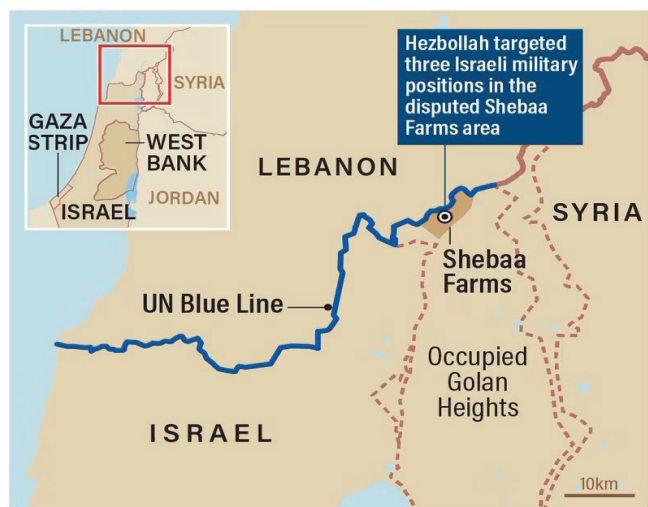 LEBANON
SYRIA
GAZA
STRIP
WEST
BANK
JORDAN
ISRAEL
Hezbollah targeted
three Israeli military
positions in the
disputed Shebaa
Farms area
LEBANON
SYRIA
Shebaa
Farms
UN Blue Line
Occupied
Golan
Heights
ISRAEL
10km